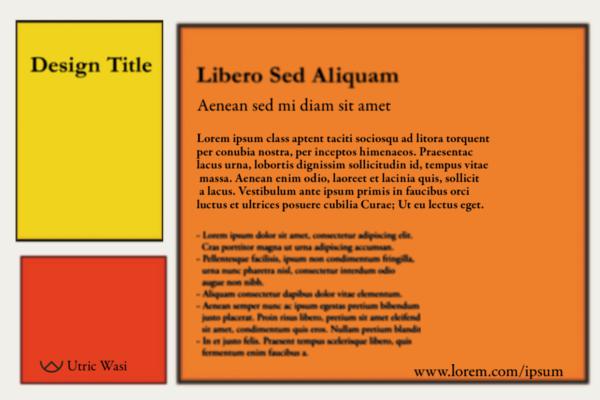 Design Title
Libero Sed Aliquam
Aenean sed mi diam sit amet
Lorem ipsum class aptent taciti sociosqu ad litora torquent
per conubia nostra, per inceptos himenaeos. Praesentac
lacus urna, lobortis dignissim sollicitudin id, tempus vitae
massa. Aenean enim odio, laoreet et lacinia quis, sollicit
a lacus. Vestibulum ante ipsum primis in faucibus orci
luctus et ultrices posuere cubilia Curae; Ut eu lectus eget.
- Lorem ipsum dolor sit amet, consectetur adipiscing elit.
Cras porttitor magna ut urna adipiscing accumsan.
- Pellentesque facilisis, ipsum non condimentum fringilla,
urna nunc pharetra nisl, consectetur interdum odio
augue non nibh.
- Aliquam consectetur dapibus dolor vitae elementum.
- Aenean semper nunc ac ipsum egestas pretium bibendum
justo placerat. Proin risus libero, pretium sit amet eleifend
sit amet, condimentum quis eros. Nullam pretium blandit
- In et justo felis. Praesent tempus scelerisque libero, quis
fermentum enim faucibus a.
Utric Wasi
www.lorem.com/ipsum